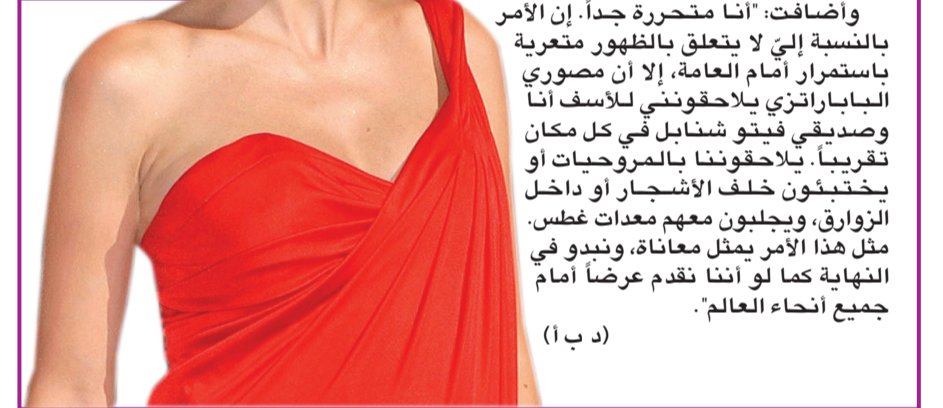 وأضافت: "أنا متحررة جداً. إن الأمر
بالنسبة إليّ لا يتعلق بالظهور متعرية
باستمرار أمام العامة، إلا أن مصوري
الباباراتزي يلاحقونني للأسف أنا
وصديقي فيتو شنابل في كل مكان
تقريباً. يلاحقوننا بالمروحيات أو
يختبئون خلف الأشجار أو داخل
الزوارق، ويجلبون معهم معدات غطس.
مثل هذا الأمر يمثل معاناة، ونبدو في
النهاية كما لو أننا نقدم عرضاً أمام
جميع أنحاء العالم".
(د ب أ)